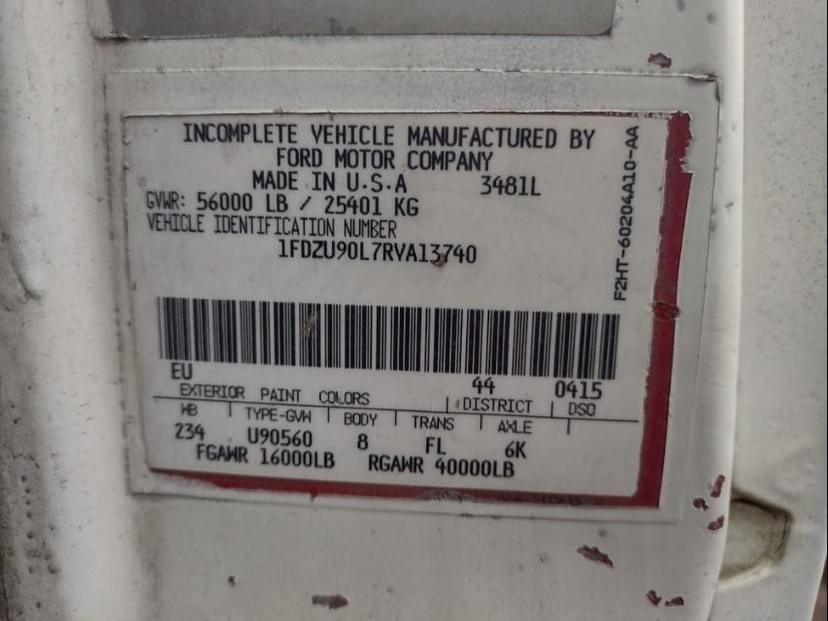 INCOMPLETE VEHICLE MANUFACTURED BY
FORD MOTOR COMPANY
MADE IN U.S.A 3481L
GVWR: 56000 LB / 25401 KG
VEHICLE IDENTIFICATION NUMBER
1FDZU90L7RVA13740
F2HT-60204A10-AA
EU 44 0415
EXTERIOR PAINT COLORS DISTRICT DSO
WB TYPE-GVW BODY TRANS AXLE
234 U90560 8 FL 6K
FGAWR 16000LB RGAWR 40000LB